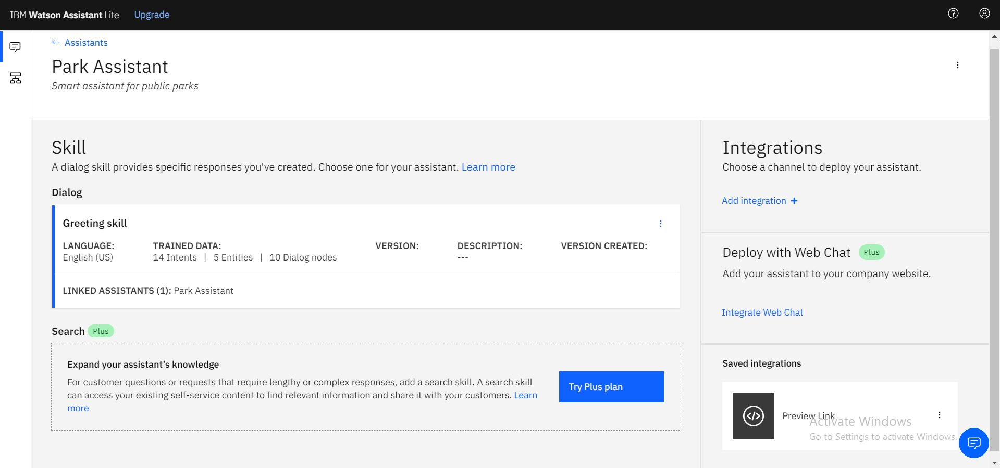 IBM Watson Assistant Lite Upgrade
Assistants
Park Assistant
Smart assistant for public parks
Skill
A dialog skill provides specific responses you've created. Choose one for your assistant. Learn more
Dialog
Greeting skill
LANGUAGE: TRAINED DATA: VERSION: DESCRIPTION: VERSION CREATED:
English (US) 14 Intents | 5 Entities | 10 Dialog nodes ---
LINKED ASSISTANTS (1): Park Assistant
Search Plus
Expand your assistant’s knowledge
For customer questions or requests that require lengthy or complex responses, add a search skill. A search skill
can access your existing self-service content to find relevant information and share it with your customers. Learn
more
Try Plus plan
Integrations
Choose a channel to deploy your assistant.
Add integration +
Deploy with Web Chat Plus
Add your assistant to your company website.
Integrate Web Chat
Saved integrations
Preview Link
Activate Windows
Go to Settings to activate Windows.